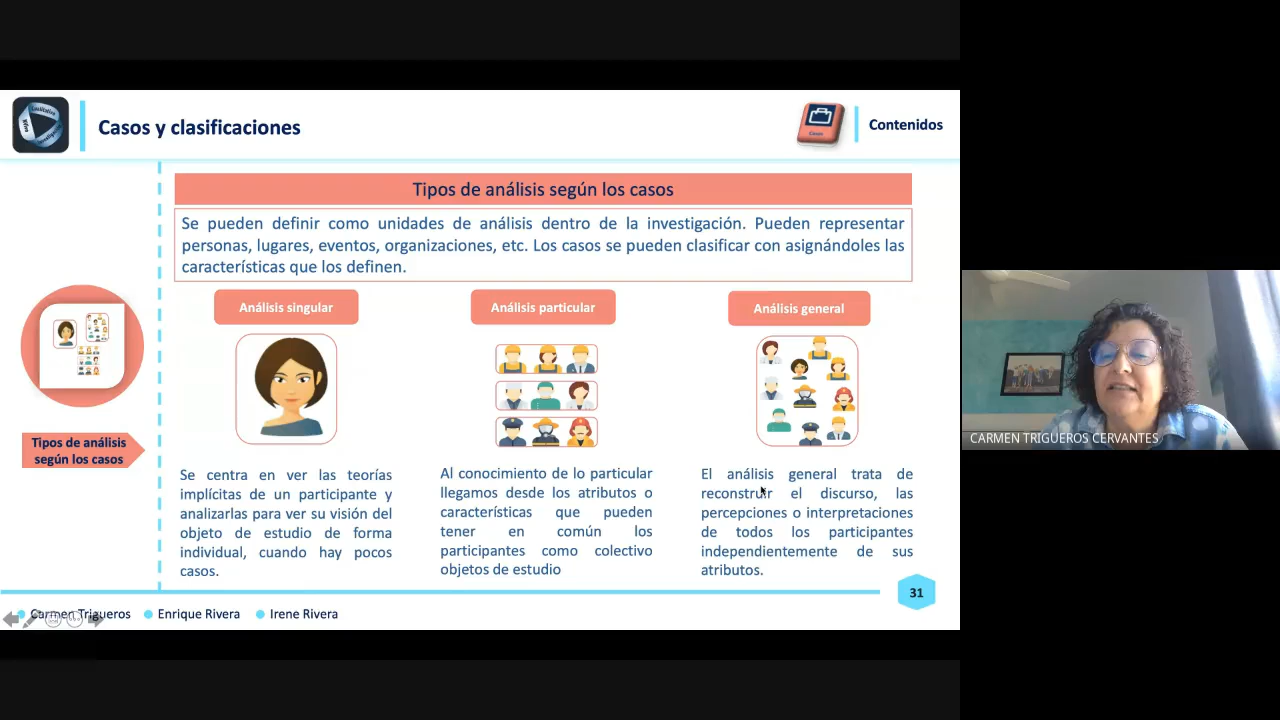 Casos y clasificaciones
Contenidos
Casos
Tipos de análisis según los casos
Se pueden definir como unidades de análisis dentro de la investigación. Pueden representar
personas, lugares, eventos, organizaciones, etc. Los casos se pueden clasificar con asignándoles las
características que los definen.
Análisis singular
Análisis particular
Análisis general
Tipos de análisis
según los casos
Se centra en ver las teorías
implícitas de un participante y
analizarlas para ver su visión del
objeto de estudio de forma
individual, cuando hay pocos
casos.
Al conocimiento de lo particular
llegamos desde los atributos o
características que pueden
tener en común los
participantes como colectivo
objetos de estudio
El análisis general trata de
reconstruir el discurso, las
percepciones o interpretaciones
de todos los participantes
independientemente de sus
atributos.
31
Carmen Trigueros
Enrique Rivera
Irene Rivera
CARMEN TRIGUEROS CERVANTES